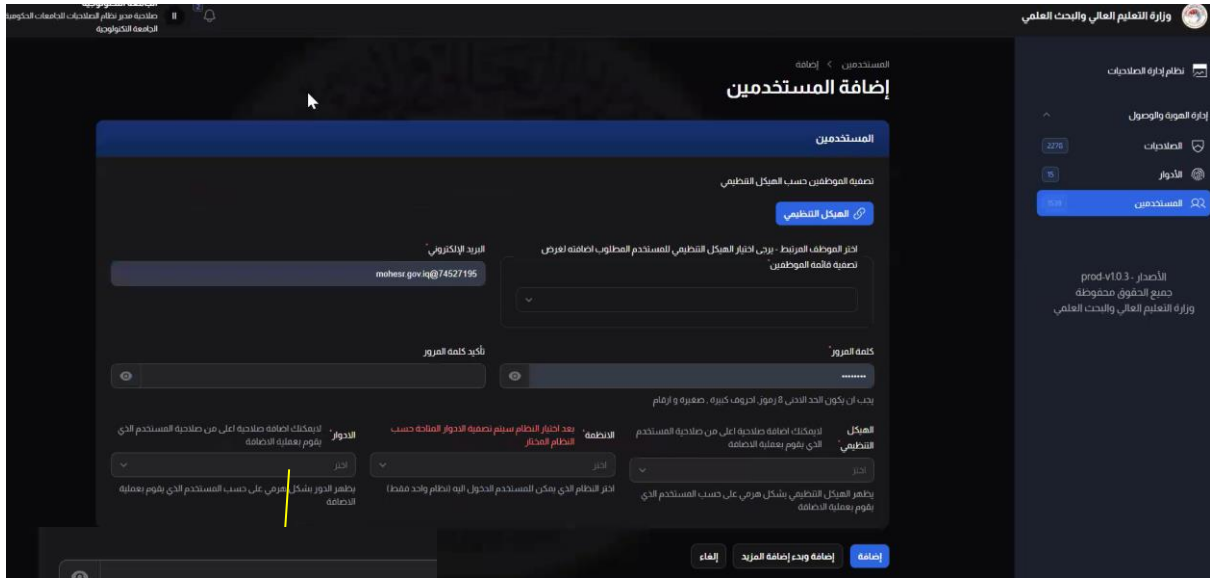 وزارة التعليم العالي والبحث العلمي
صلاحية مدير نظام الصلاحيات الجامعات الحكومية
الجامعة التكنولوجية
II
2
نظام إدارة الصلاحيات
إدارة الهوية والوصول
الصلاحيات 2276
الأدوار 15
المستخدمين
الأصدار - prod-v1.0.3
جميع الحقوق محفوظة
وزارة التعليم العالي والبحث العلمي
المستخدمين > إضافة
إضافة المستخدمين
المستخدمين
تصفية الموظفين حسب الهيكل التنظيمي
الهيكل التنظيمي
اختر الموظف المرتبط - يرجى اختيار الهيكل التنظيمي للمستخدم المطلوب اضافته لغرض
تصفية قائمة الموظفين*
البريد الإلكتروني*
mohesr.gov.iq@74527195
كلمة المرور*
تأكيد كلمة المرور
••••••••
يجب ان يكون الحد الادنى 8 رموز, احروف كبيرة , صغيرة و ارقام
الهيكل التنظيمي*
لايمكنك اضافة صلاحية اعلى من صلاحية المستخدم الذي يقوم بعملية الاضافة
اختر
يظهر الهيكل التنظيمي بشكل هرمي على حسب المستخدم الذي
يقوم بعملية الاضافة
الانظمة*
بعد اختيار النظام سيتم تصفية الادوار المتاحة حسب
النظام المختار
اختر
اختر النظام الذي يمكن للمستخدم الدخول اليه (نظام واحد فقط)
الادوار*
لايمكنك اضافة صلاحية اعلى من صلاحية المستخدم الذي
يقوم بعملية الاضافة
اختر
يظهر الدور بشكل هرمي على حسب المستخدم الذي يقوم بعملية
الاضافة
إضافة
إضافة وبدء إضافة المزيد
إلغاء